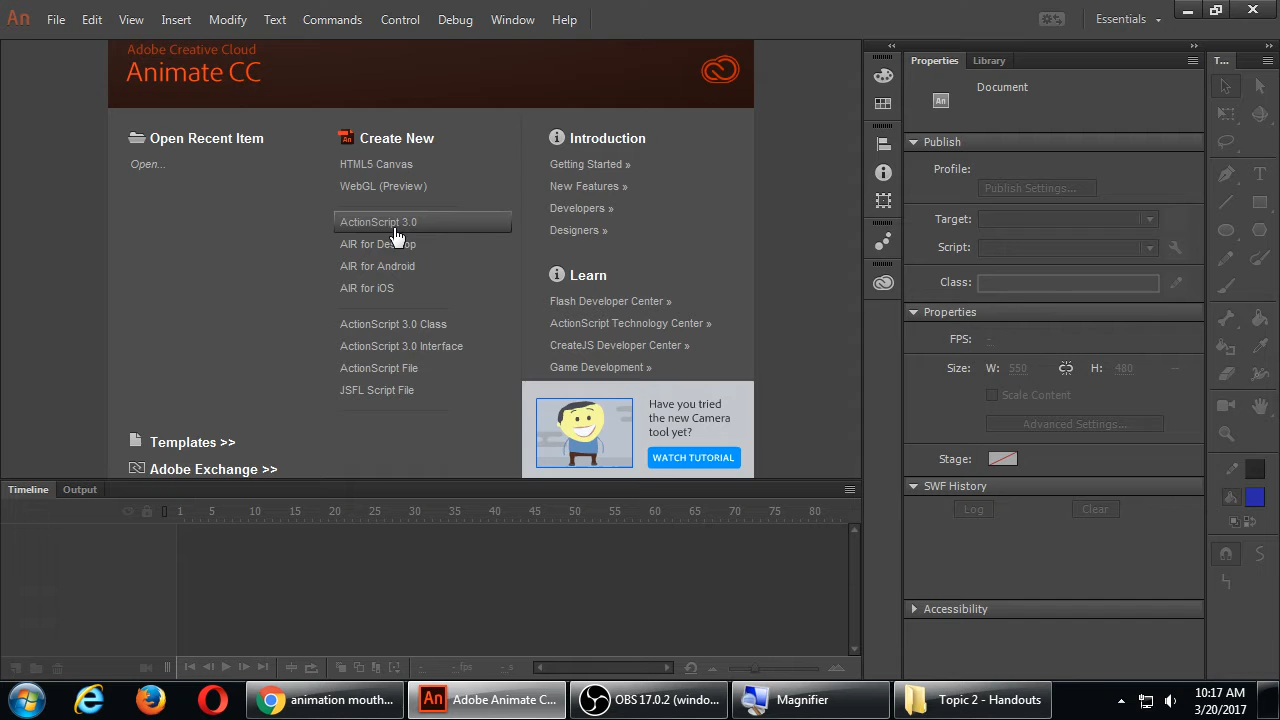 An File Edit View Insert Modify Text Commands Control Debug Window Help Essentials
Adobe Creative Cloud
Animate CC
Open Recent Item
Open...
Templates >>
Adobe Exchange >>
Create New
An
HTML5 Canvas
WebGL (Preview)
ActionScript 3.0
AIR for Desktop
AIR for Android
AIR for iOS
ActionScript 3.0 Class
ActionScript 3.0 Interface
ActionScript File
JSFL Script File
Introduction
Getting Started »
New Features »
Developers »
Designers »
Learn
Flash Developer Center »
ActionScript Technology Center »
CreateJS Developer Center »
Game Development »
Have you tried
the new Camera
tool yet?
WATCH TUTORIAL
Properties Library
T...
An Document
Publish
Profile:
Publish Settings...
Target:
Script:
Class:
Properties
FPS: -
Size: W: 550 H: 480 --
Scale Content
Advanced Settings...
Stage:
SWF History
Log Clear
Accessibility
Timeline Output
1 5 10 15 20 25 30 35 40 45 50 55 60 65 70 75 80
- -- fps -- s
animation mouth... An Adobe Animate C... OBS 17.0.2 (windo... Magnifier Topic 2 - Handouts
10:17 AM
3/20/2017